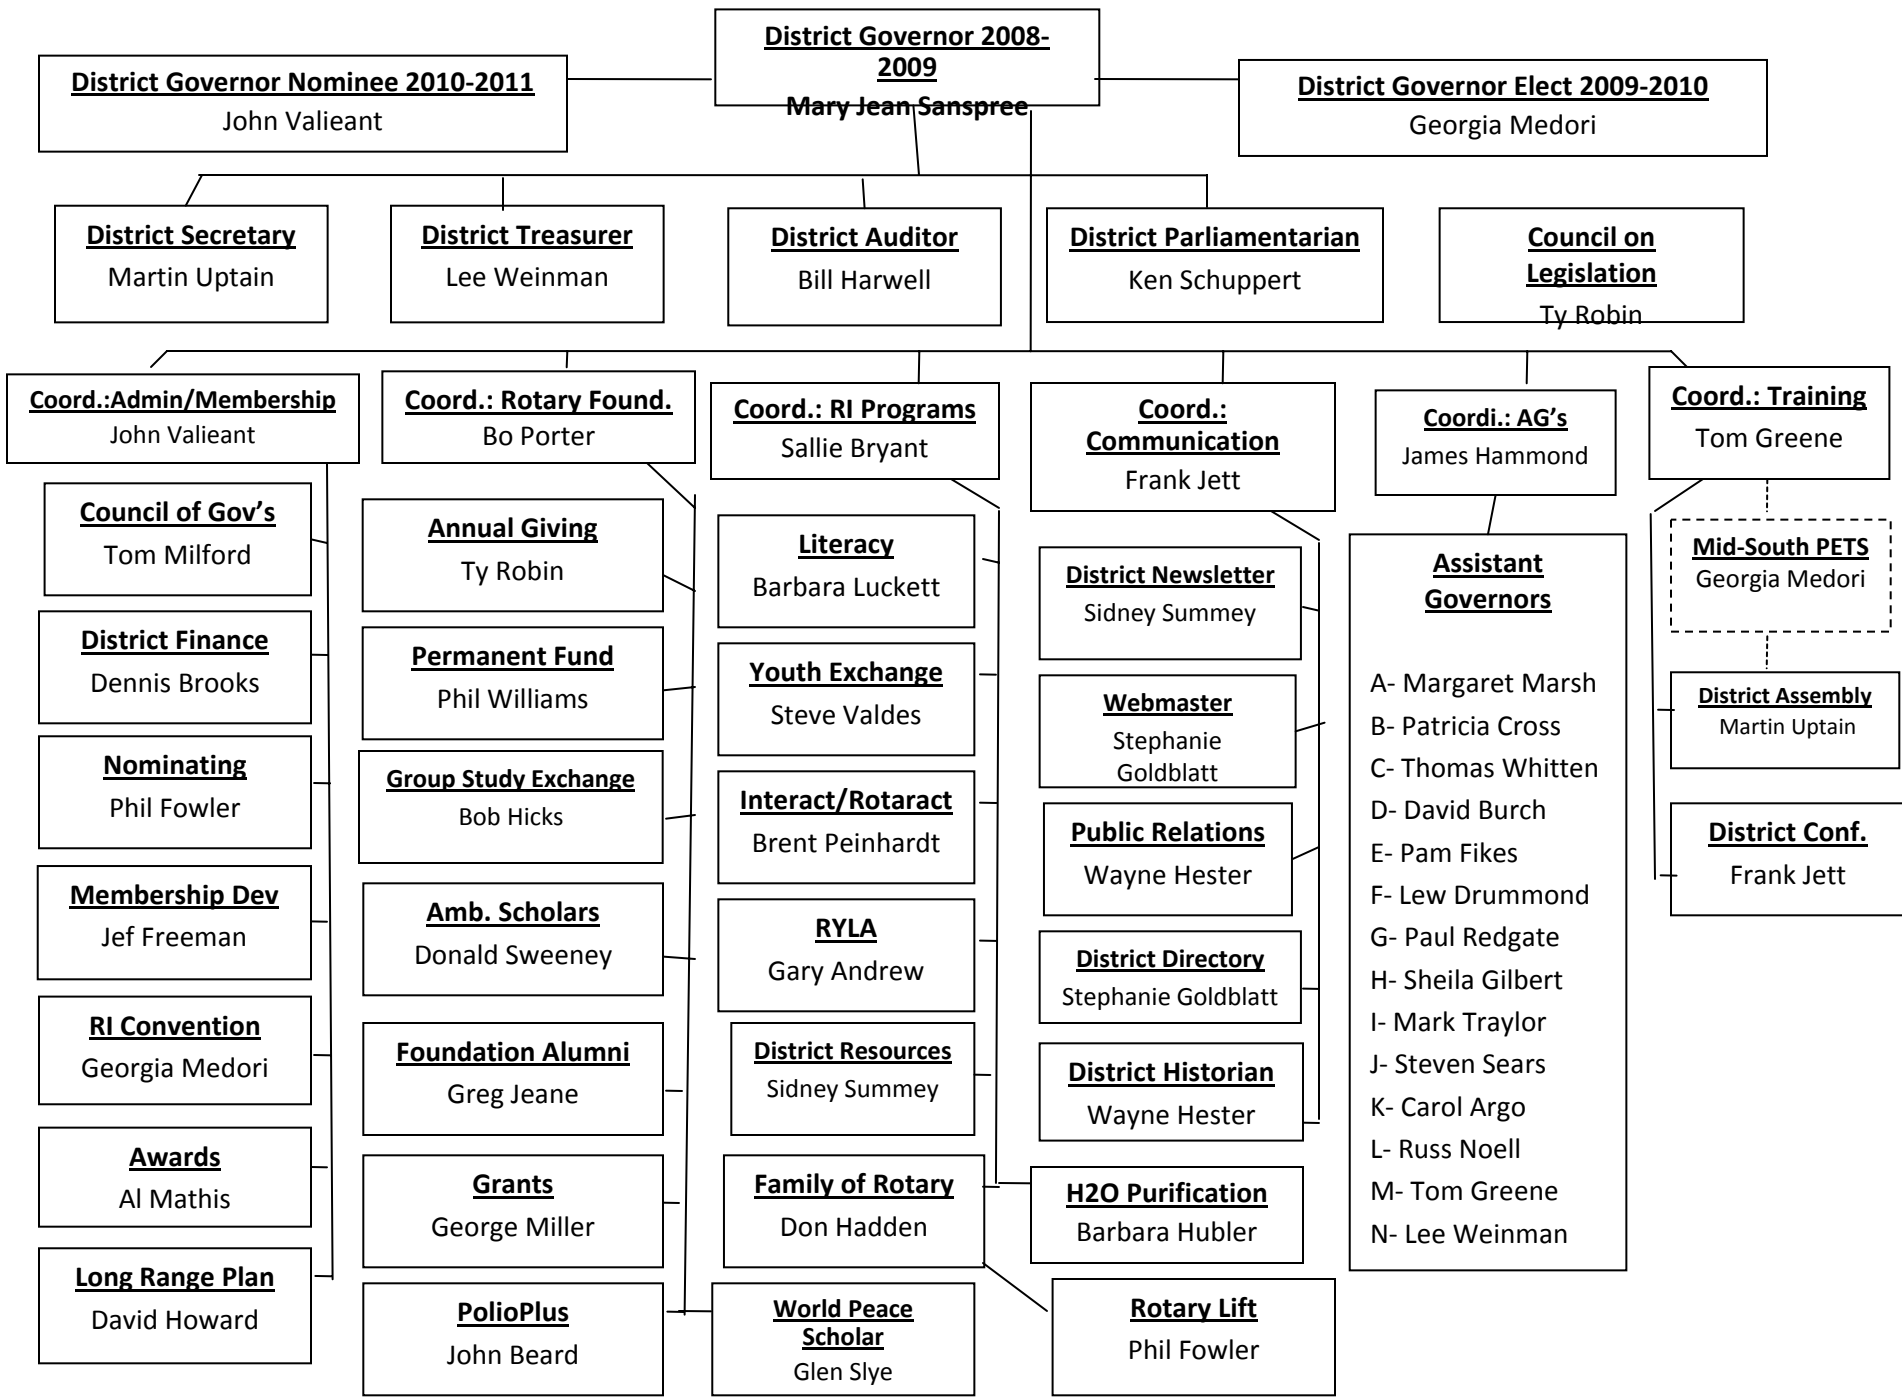 District Governor 2008-
2009
Mary Jean Sanspree
District Governor Nominee 2010-2011
John Valieant
District Governor Elect 2009-2010
Georgia Medori
District Secretary
Martin Uptain
District Treasurer
Lee Weinman
District Auditor
Bill Harwell
District Parliamentarian
Ken Schuppert
Council on
Legislation
Ty Robin
Coord.:Admin/Membership
John Valieant
Coord.: Rotary Found.
Bo Porter
Coord.: RI Programs
Sallie Bryant
Coord.:
Communication
Frank Jett
Coordi.: AG's
James Hammond
Coord.: Training
Tom Greene
Council of Gov's
Tom Milford
District Finance
Dennis Brooks
Nominating
Phil Fowler
Membership Dev
Jef Freeman
RI Convention
Georgia Medori
Awards
Al Mathis
Long Range Plan
David Howard
Annual Giving
Ty Robin
Permanent Fund
Phil Williams
Group Study Exchange
Bob Hicks
Amb. Scholars
Donald Sweeney
Foundation Alumni
Greg Jeane
Grants
George Miller
PolioPlus
John Beard
World Peace
Scholar
Glen Slye
Literacy
Barbara Luckett
Youth Exchange
Steve Valdes
Interact/Rotaract
Brent Peinhardt
RYLA
Gary Andrew
District Resources
Sidney Summey
Family of Rotary
Don Hadden
H2O Purification
Barbara Hubler
Rotary Lift
Phil Fowler
District Newsletter
Sidney Summey
Webmaster
Stephanie
Goldblatt
Public Relations
Wayne Hester
District Directory
Stephanie Goldblatt
District Historian
Wayne Hester
Assistant
Governors
A- Margaret Marsh
B- Patricia Cross
C- Thomas Whitten
D- David Burch
E- Pam Fikes
F- Lew Drummond
G- Paul Redgate
H- Sheila Gilbert
I- Mark Traylor
J- Steven Sears
K- Carol Argo
L- Russ Noell
M- Tom Greene
N- Lee Weinman
Mid-South PETS
Georgia Medori
District Assembly
Martin Uptain
District Conf.
Frank Jett